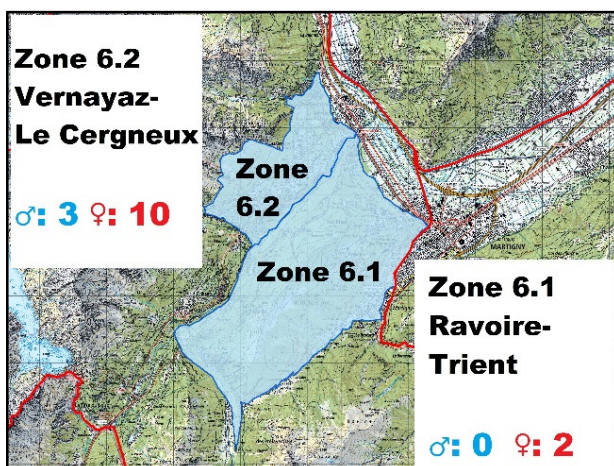 Zone 6.2
Vernayaz-
Le Cergneux
♂: 3 ♀: 10
Zone
6.2
Zone 6.1
MARTIGNY
Zone 6.1
Ravoire-
Trient
♂: 0 ♀: 2